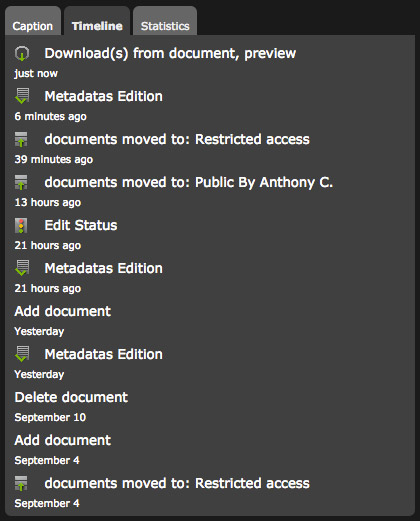 Caption
Timeline
Statistics
Download(s) from document, preview
just now
Metadatas Edition
6 minutes ago
documents moved to: Restricted access
39 minutes ago
documents moved to: Public By Anthony C.
13 hours ago
Edit Status
21 hours ago
Metadatas Edition
21 hours ago
Add document
Yesterday
Metadatas Edition
Yesterday
Delete document
September 10
Add document
September 4
documents moved to: Restricted access
September 4